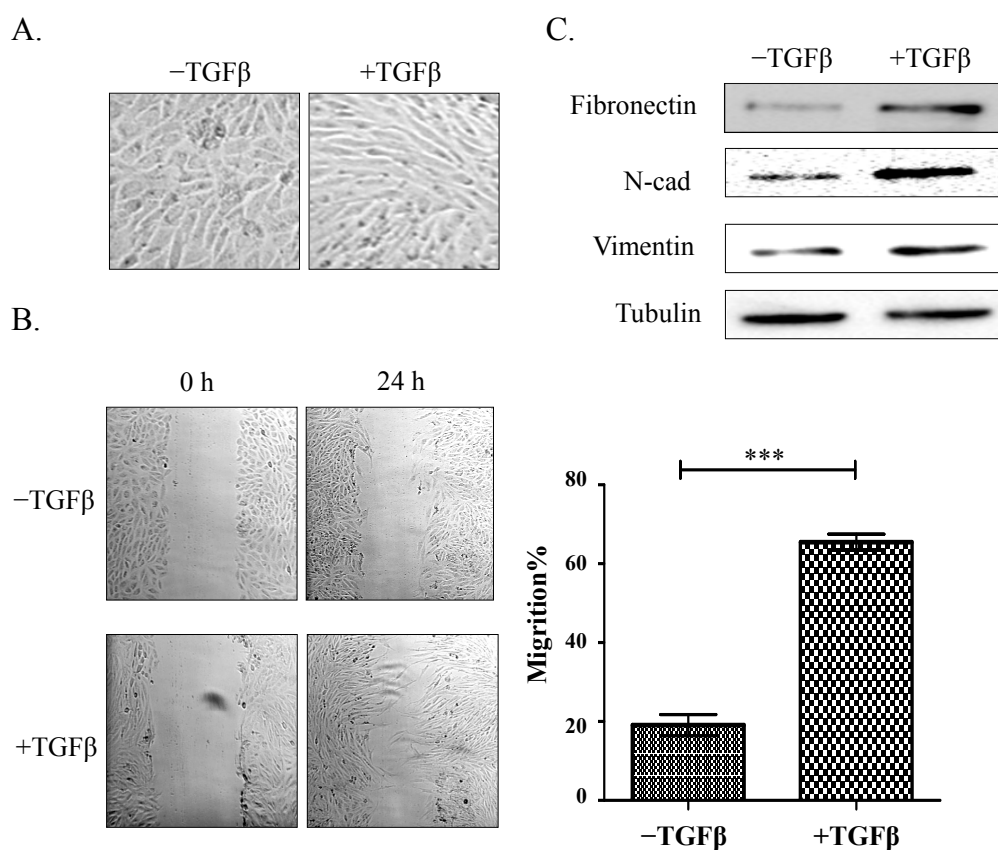 A.
−TGFβ +TGFβ
C.
−TGFβ +TGFβ
Fibronectin
N-cad
Vimentin
Tubulin
B.
0 h 24 h
−TGFβ
+TGFβ
***
Migrition%
80
60
40
20
0
−TGFβ +TGFβ